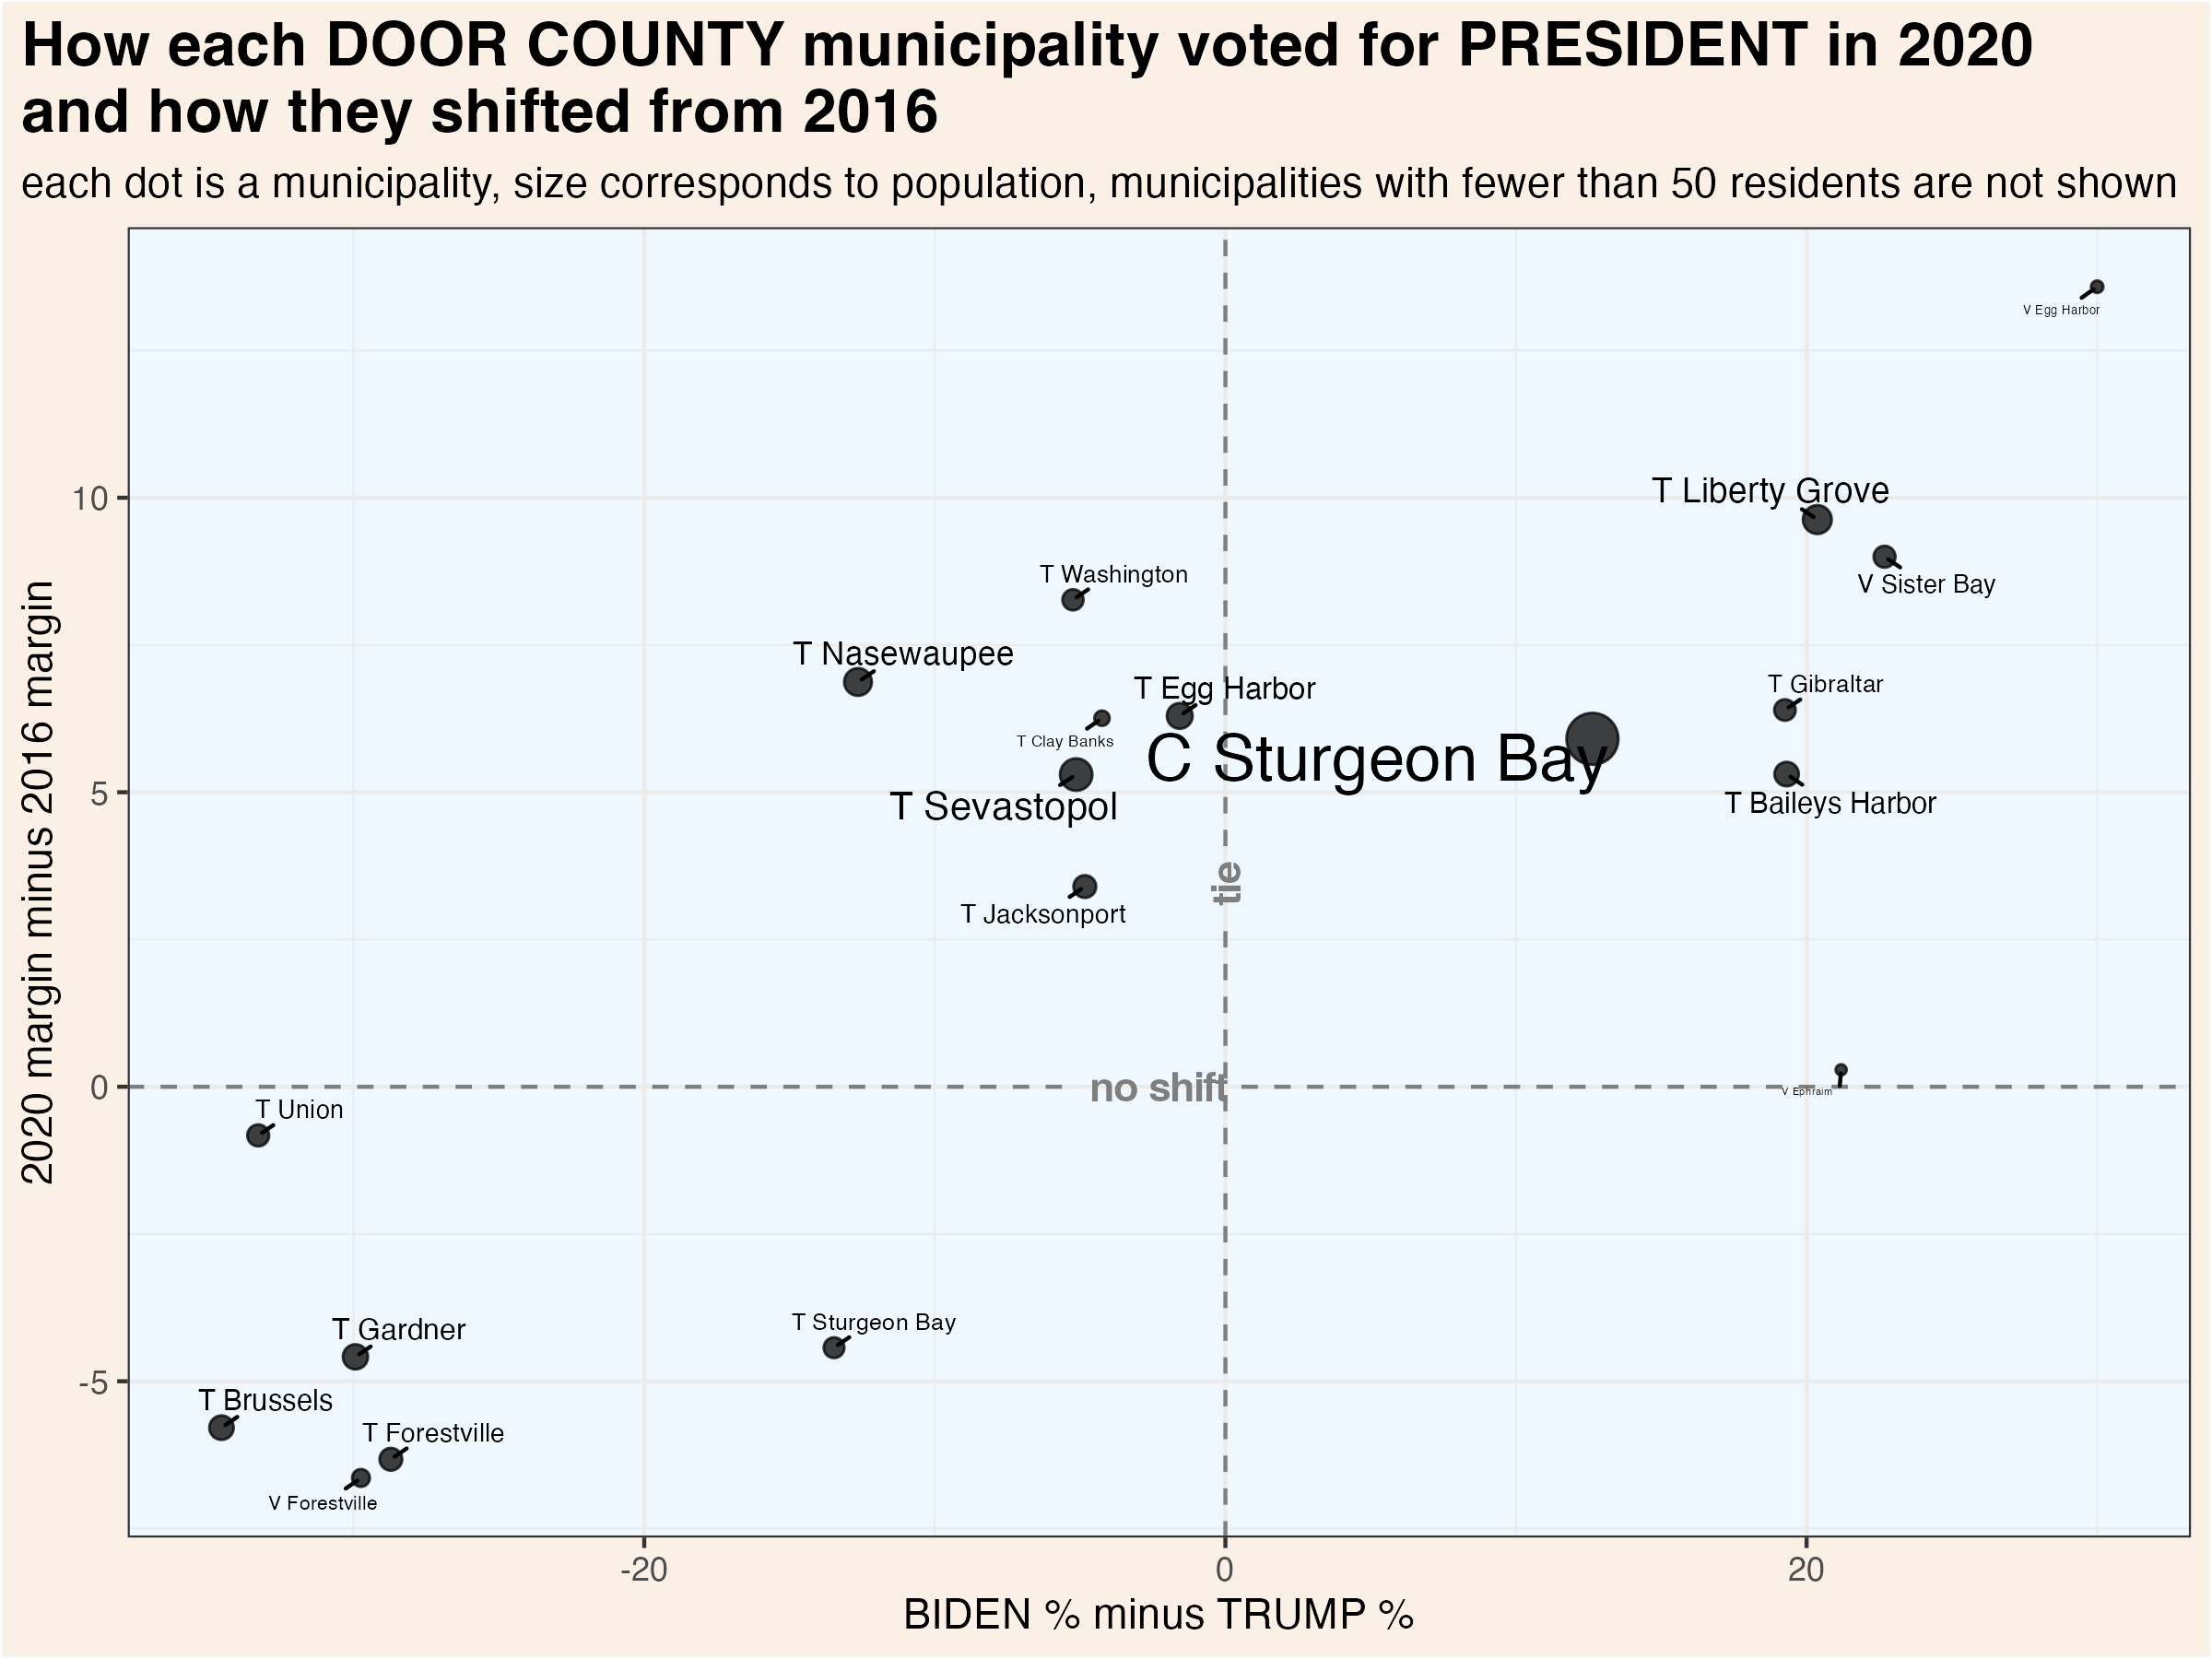 How each DOOR COUNTY municipality voted for PRESIDENT in 2020
and how they shifted from 2016
each dot is a municipality, size corresponds to population, municipalities with fewer than 50 residents are not shown
V Egg Harbor
10
T Liberty Grove
V Sister Bay
T Washington
T Nasewaupee
T Egg Harbor
T Gibraltar
T Clay Banks
C Sturgeon Bay
5
T Sevastopol
T Baileys Harbor
tie
T Jacksonport
2020 margin minus 2016 margin
0
no shift
V Ephraim
T Union
T Gardner
T Sturgeon Bay
-5
T Brussels
T Forestville
V Forestville
-20
0
20
BIDEN % minus TRUMP %